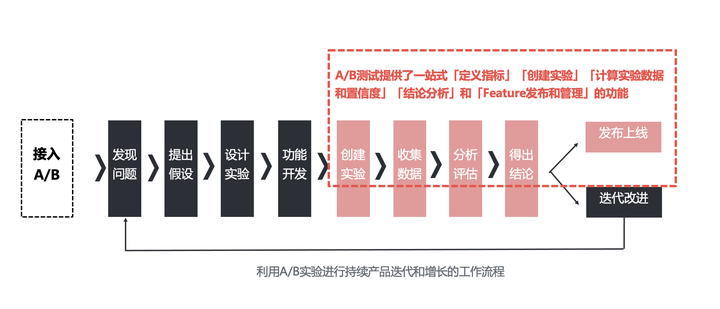 A/B测试提供了一站式「定义指标」「创建实验」「计算实验数据
和置信度」「结论分析」和「Feature发布和管理」的功能
接入
A/B
发现
问题
提出
假设
设计
实验
功能
开发
创建
实验
收集
数据
分析
评估
得出
结论
发布上线
迭代改进
利用A/B实验进行持续产品迭代和增长的工作流程